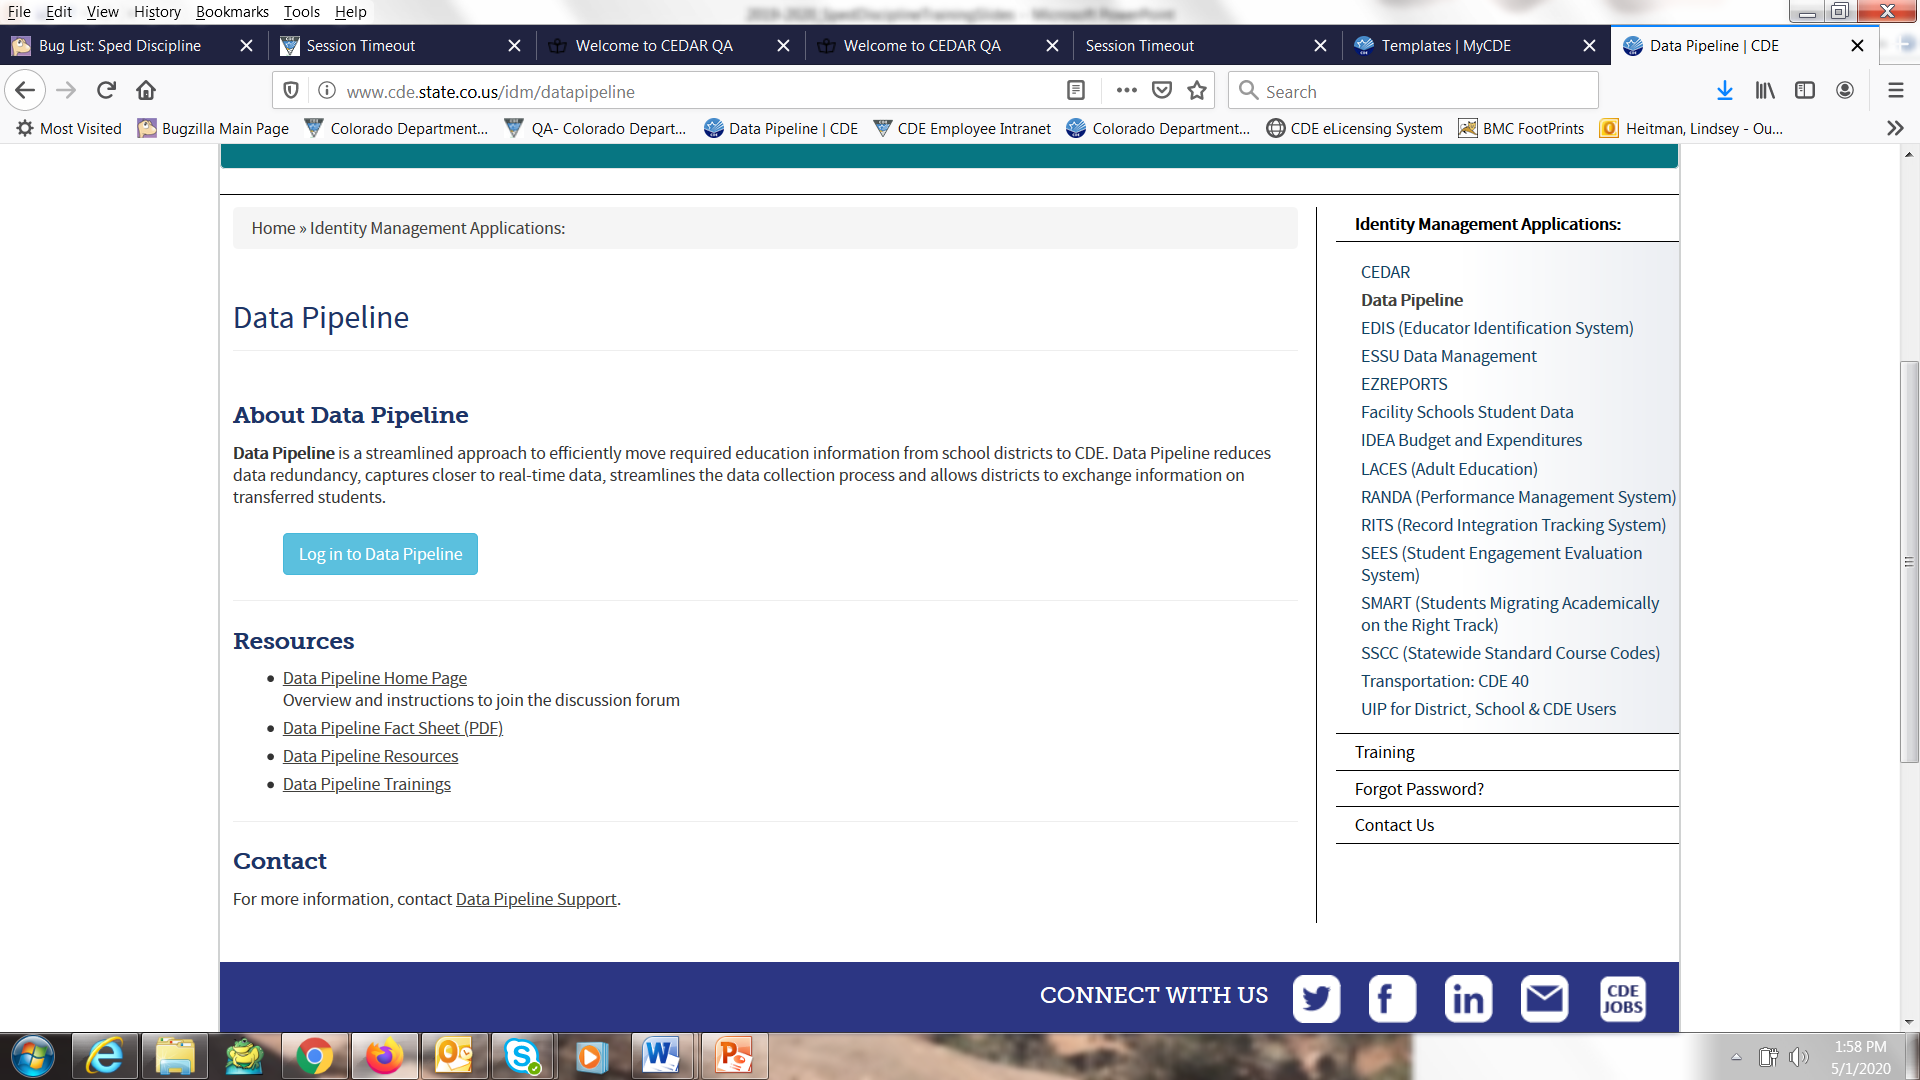 2019-2020_SpedDisciplineTrainingSlides - Microsoft PowerPoint
File Edit View History Bookmarks Tools Help
Bug List: Sped Discipline
Session Timeout
Welcome to CEDAR QA
Welcome to CEDAR QA
Session Timeout
Templates | MyCDE
Data Pipeline | CDE
www.cde.state.co.us/idm/datapipeline
Search
Most Visited
Bugzilla Main Page
Colorado Department...
QA- Colorado Depart...
Data Pipeline | CDE
CDE Employee Intranet
Colorado Department...
CDE eLicensing System
BMC FootPrints
Heitman, Lindsey - Ou...
Home » Identity Management Applications:
Data Pipeline
About Data Pipeline
Data Pipeline is a streamlined approach to efficiently move required education information from school districts to CDE. Data Pipeline reduces
data redundancy, captures closer to real-time data, streamlines the data collection process and allows districts to exchange information on
transferred students.
Log in to Data Pipeline
Resources
• Data Pipeline Home Page
Overview and instructions to join the discussion forum
• Data Pipeline Fact Sheet (PDF)
• Data Pipeline Resources
• Data Pipeline Trainings
Contact
For more information, contact Data Pipeline Support.
Identity Management Applications:
CEDAR
Data Pipeline
EDIS (Educator Identification System)
ESSU Data Management
EZREPORTS
Facility Schools Student Data
IDEA Budget and Expenditures
LACES (Adult Education)
RANDA (Performance Management System)
RITS (Record Integration Tracking System)
SEES (Student Engagement Evaluation
System)
SMART (Students Migrating Academically
on the Right Track)
SSCC (Statewide Standard Course Codes)
Transportation: CDE 40
UIP for District, School & CDE Users
Training
Forgot Password?
Contact Us
CONNECT WITH US
CDE
JOBS
1:58 PM
5/1/2020